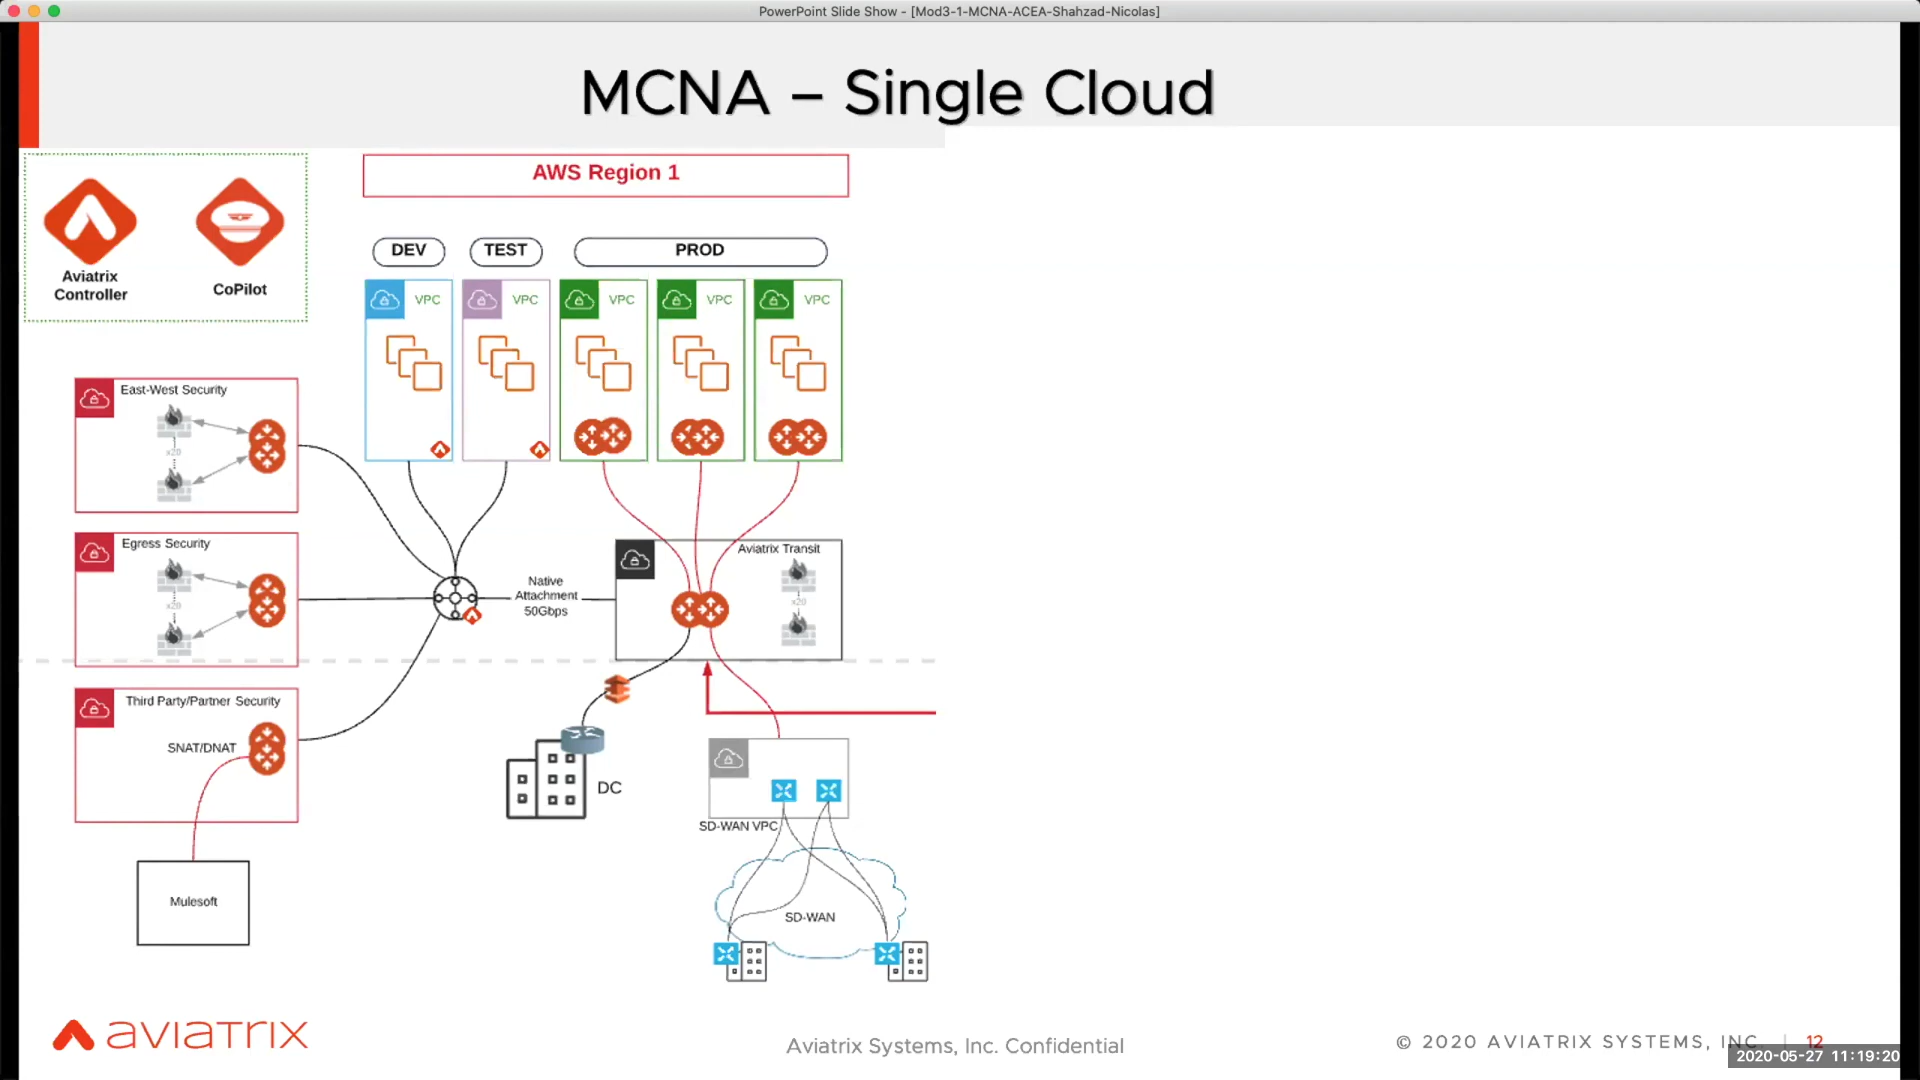 PowerPoint Slide Show - [Mod3-1-MCNA-ACEA-Shahzad-Nicolas]
MCNA – Single Cloud
AWS Region 1
Aviatrix
Controller
CoPilot
DEV
TEST
PROD
VPC
VPC
VPC
VPC
VPC
East-West Security
x20
Egress Security
x20
Native
Attachment
50Gbps
Aviatrix Transit
x20
Third Party/Partner Security
SNAT/DNAT
DC
SD-WAN VPC
Mulesoft
SD-WAN
aviatrix
Aviatrix Systems, Inc. Confidential
© 2020 AVIATRIX SYSTEMS, INC. | 12
2020-05-27 11:19:20